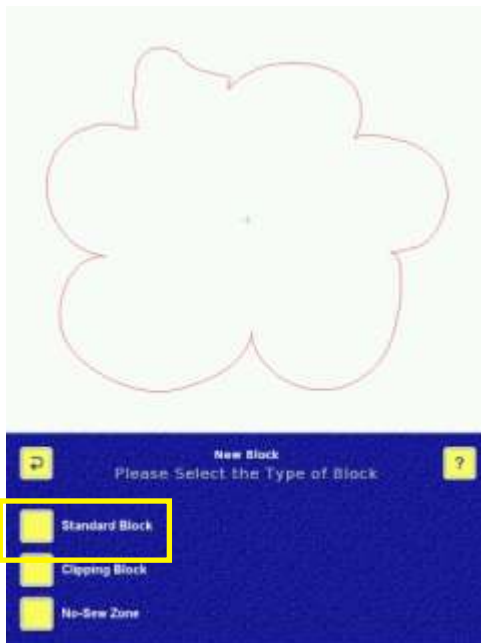 New Block
Please Select the Type of Block
?
Standard Block
Clipping Block
No-Sew Zone